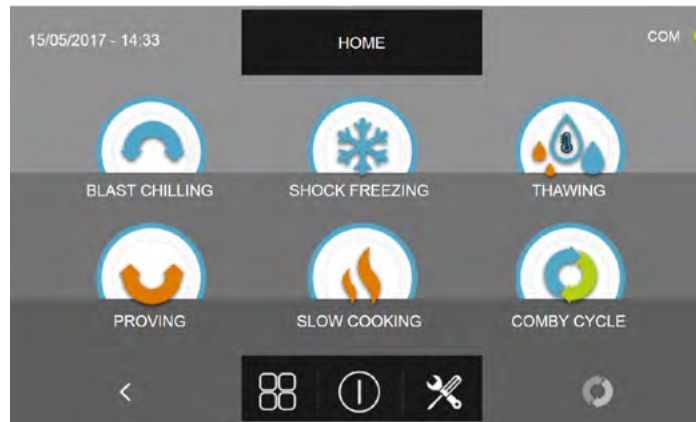 15/05/2017 - 14:33
HOME
COM
BLAST CHILLING
SHOCK FREEZING
THAWING
PROVING
SLOW COOKING
COMBY CYCLE